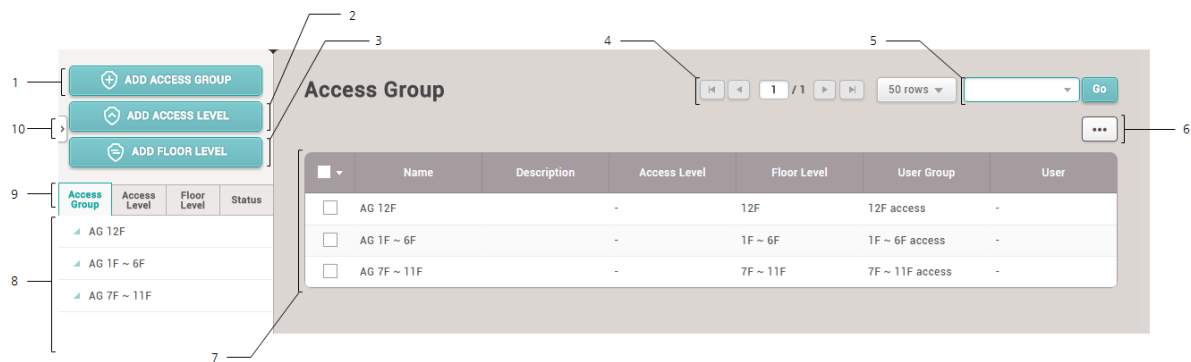 2
3
4
5
1
ADD ACCESS GROUP
Access Group
1 / 1
50 rows
Go
ADD ACCESS LEVEL
10
6
ADD FLOOR LEVEL
Name Description Access Level Floor Level User Group User
9
Access Group
Access Level
Floor Level
Status
AG 12F - 12F 12F access -
AG 12F
AG 1F ~ 6F - 1F ~ 6F 1F ~ 6F access -
AG 1F ~ 6F
AG 7F ~ 11F - 7F ~ 11F 7F ~ 11F access -
8
AG 7F ~ 11F
7